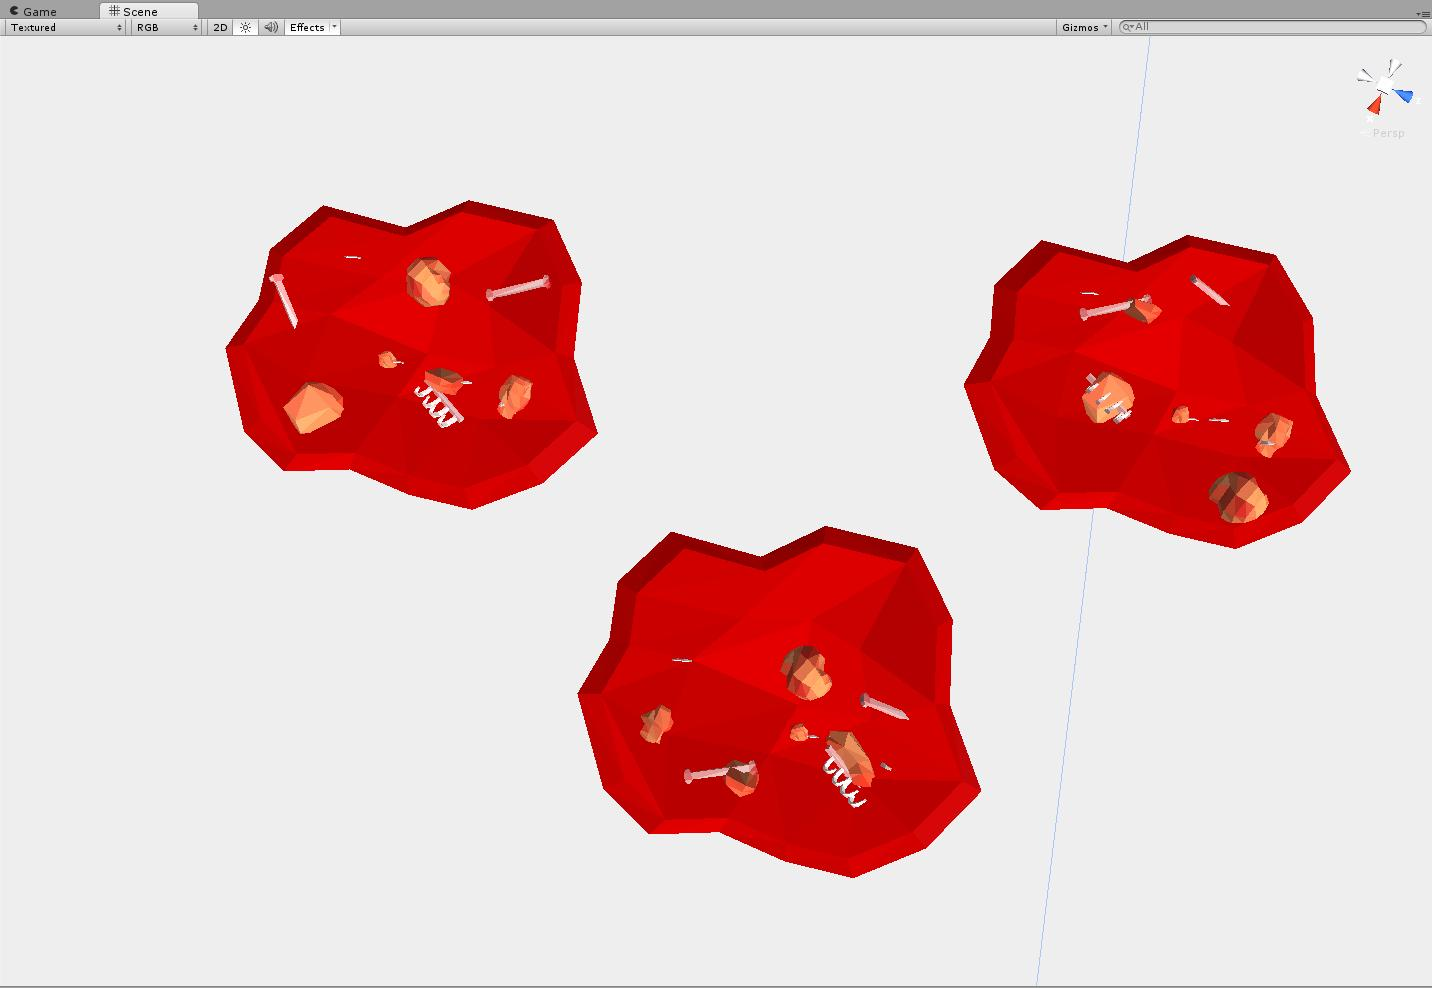 Game
Scene
Textured
RGB
2D
Effects
Gizmos
All
Persp